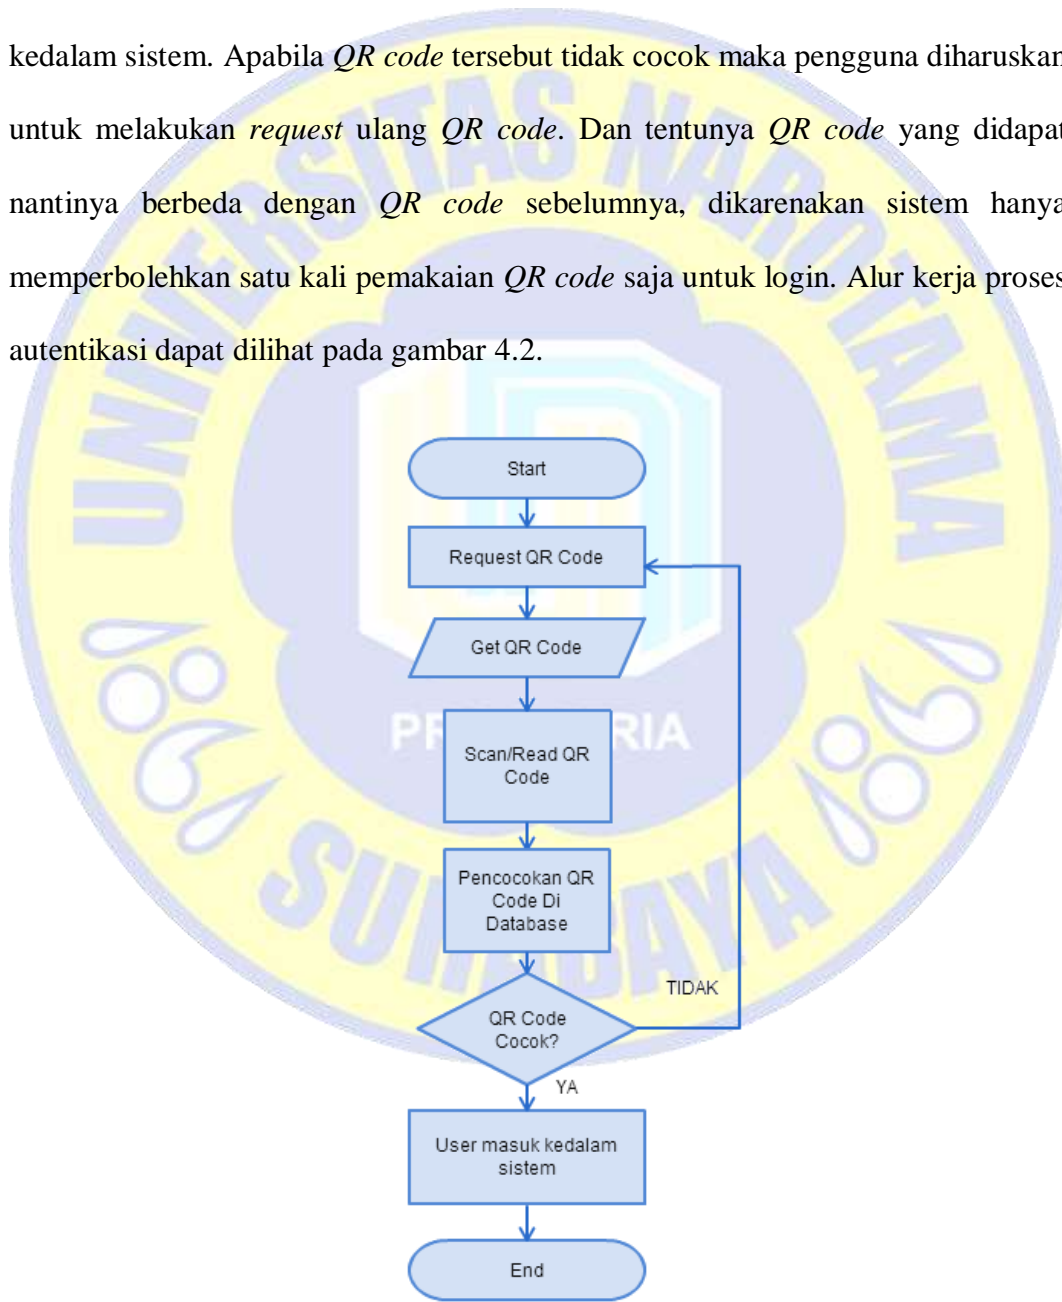 kedalam sistem. Apabila QR code tersebut tidak cocok maka pengguna diharuskan
untuk melakukan request ulang QR code. Dan tentunya QR code yang didapat
nantinya berbeda dengan QR code sebelumnya, dikarenakan sistem hanya
memperbolehkan satu kali pemakaian QR code saja untuk login. Alur kerja proses
autentikasi dapat dilihat pada gambar 4.2.
UNIVERSITAS NAROTAMA
Start
Request QR Code
Get QR Code
Scan/Read QR
Code
Pencocokan QR
Code Di
Database
QR Code
Cocok?
TIDAK
YA
User masuk kedalam
sistem
End
SURABAYA